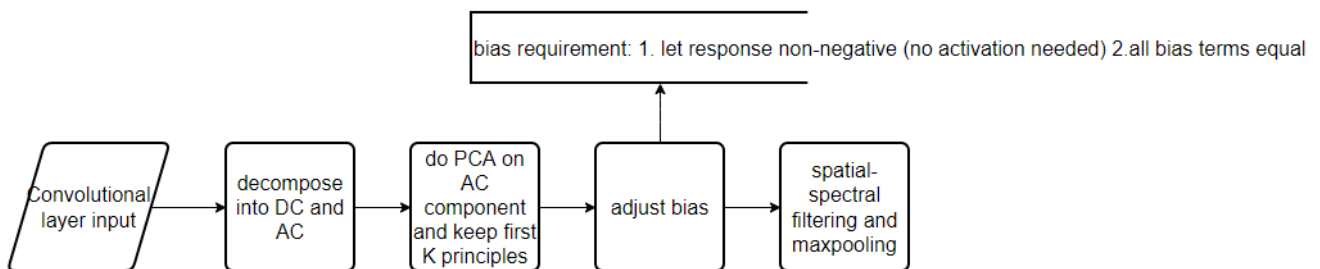 bias requirement: 1. let response non-negative (no activation needed) 2.all bias terms equal
Convolutional
layer input
decompose
into DC and
AC
do PCA on
AC
component
and keep first
K principles
adjust bias
spatial-
spectral
filtering and
maxpooling